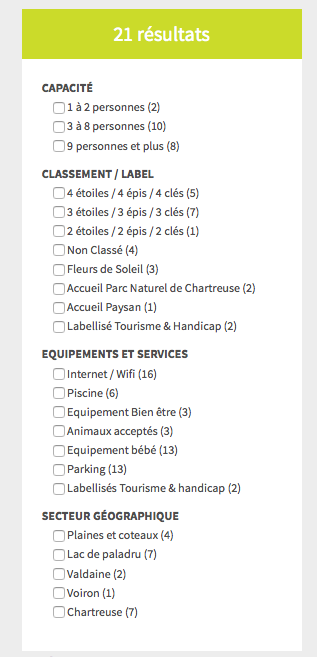 21 résultats
CAPACITÉ
1 à 2 personnes (2)
3 à 8 personnes (10)
9 personnes et plus (8)
CLASSEMENT / LABEL
4 étoiles / 4 épis / 4 clés (5)
3 étoiles / 3 épis / 3 clés (7)
2 étoiles / 2 épis / 2 clés (1)
Non Classé (4)
Fleurs de Soleil (3)
Accueil Parc Naturel de Chartreuse (2)
Accueil Paysan (1)
Labellisé Tourisme & Handicap (2)
EQUIPEMENTS ET SERVICES
Internet / Wifi (16)
Piscine (6)
Equipement Bien être (3)
Animaux acceptés (3)
Equipement bébé (13)
Parking (13)
Labellisés Tourisme & handicap (2)
SECTEUR GÉOGRAPHIQUE
Plaines et coteaux (4)
Lac de paladru (7)
Valdaine (2)
Voiron (1)
Chartreuse (7)